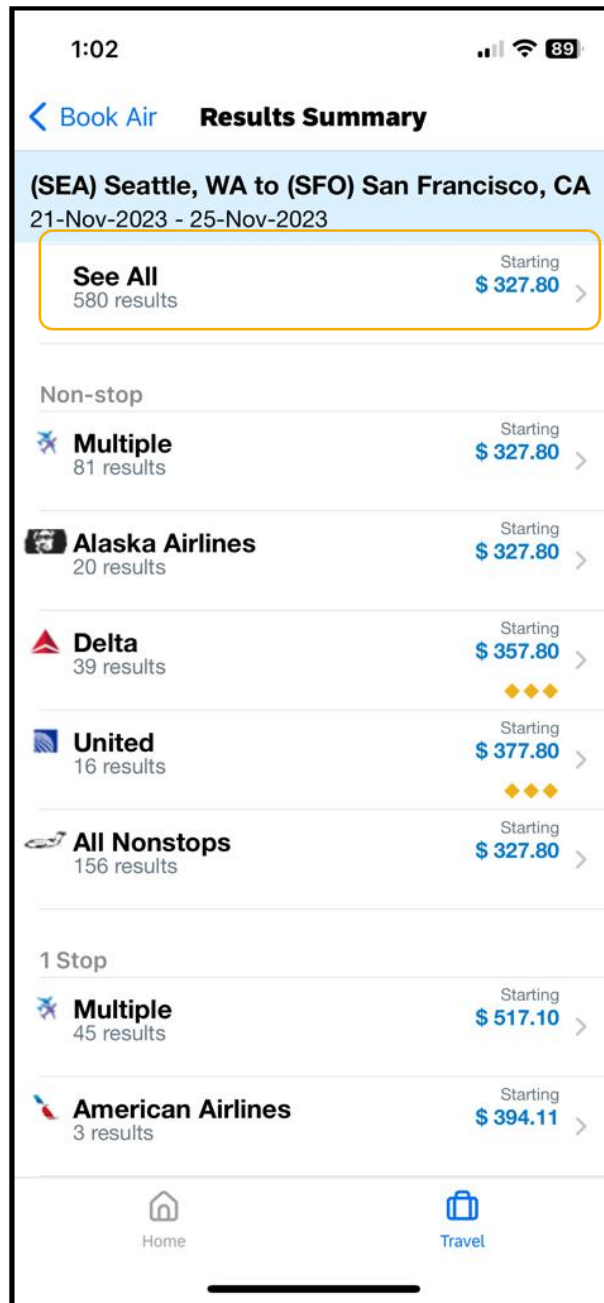 1:02
89
Book Air
Results Summary
(SEA) Seattle, WA to (SFO) San Francisco, CA
21-Nov-2023 - 25-Nov-2023
See All
580 results
Starting
$ 327.80
Non-stop
Multiple
81 results
Starting
$ 327.80
Alaska Airlines
20 results
Starting
$ 327.80
Delta
39 results
Starting
$ 357.80
United
16 results
Starting
$ 377.80
All Nonstops
156 results
Starting
$ 327.80
1 Stop
Multiple
45 results
Starting
$ 517.10
American Airlines
3 results
Starting
$ 394.11
Home
Travel